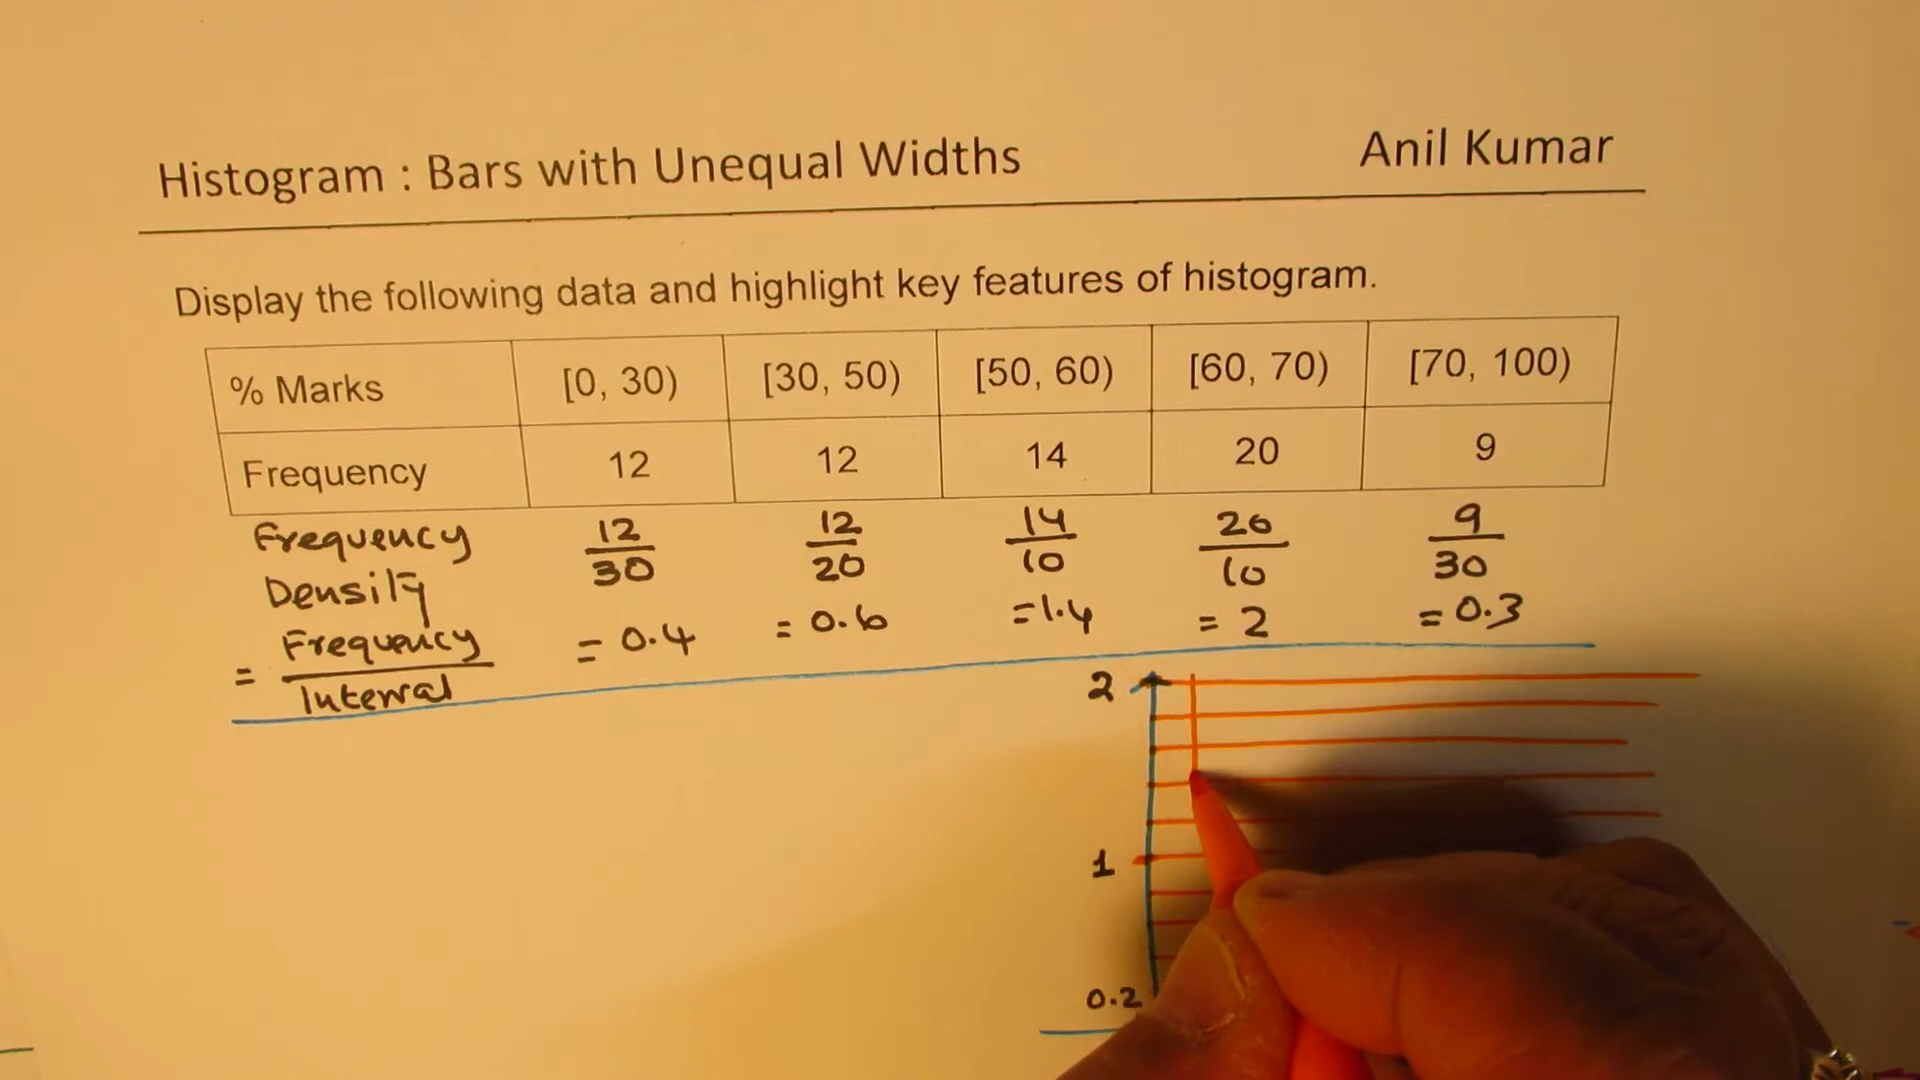 Histogram : Bars with Unequal Widths Anil Kumar
Display the following data and highlight key features of histogram.
% Marks [0, 30) [30, 50) [50, 60) [60, 70) [70, 100)
Frequency 12 12 14 20 9
Frequency 12/30 12/20 14/10 20/10 9/30
Density
= Frequency/Interval = 0.4 = 0.6 =1.4 = 2 = 0.3
2
1
0.2